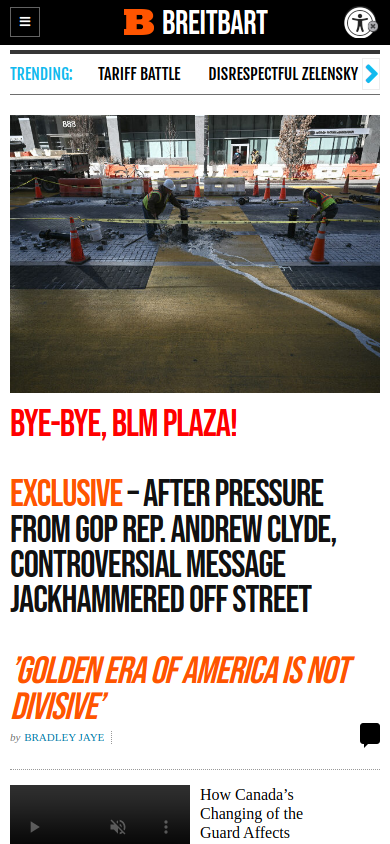 BREITBART
TRENDING: TARIFF BATTLE DISRESPECTFUL ZELENSKY
888
BYE-BYE, BLM PLAZA!
EXCLUSIVE – AFTER PRESSURE
FROM GOP REP. ANDREW CLYDE,
CONTROVERSIAL MESSAGE
JACKHAMMERED OFF STREET
’GOLDEN ERA OF AMERICA IS NOT
DIVISIVE’
by BRADLEY JAYE
How Canada’s
Changing of the
Guard Affects